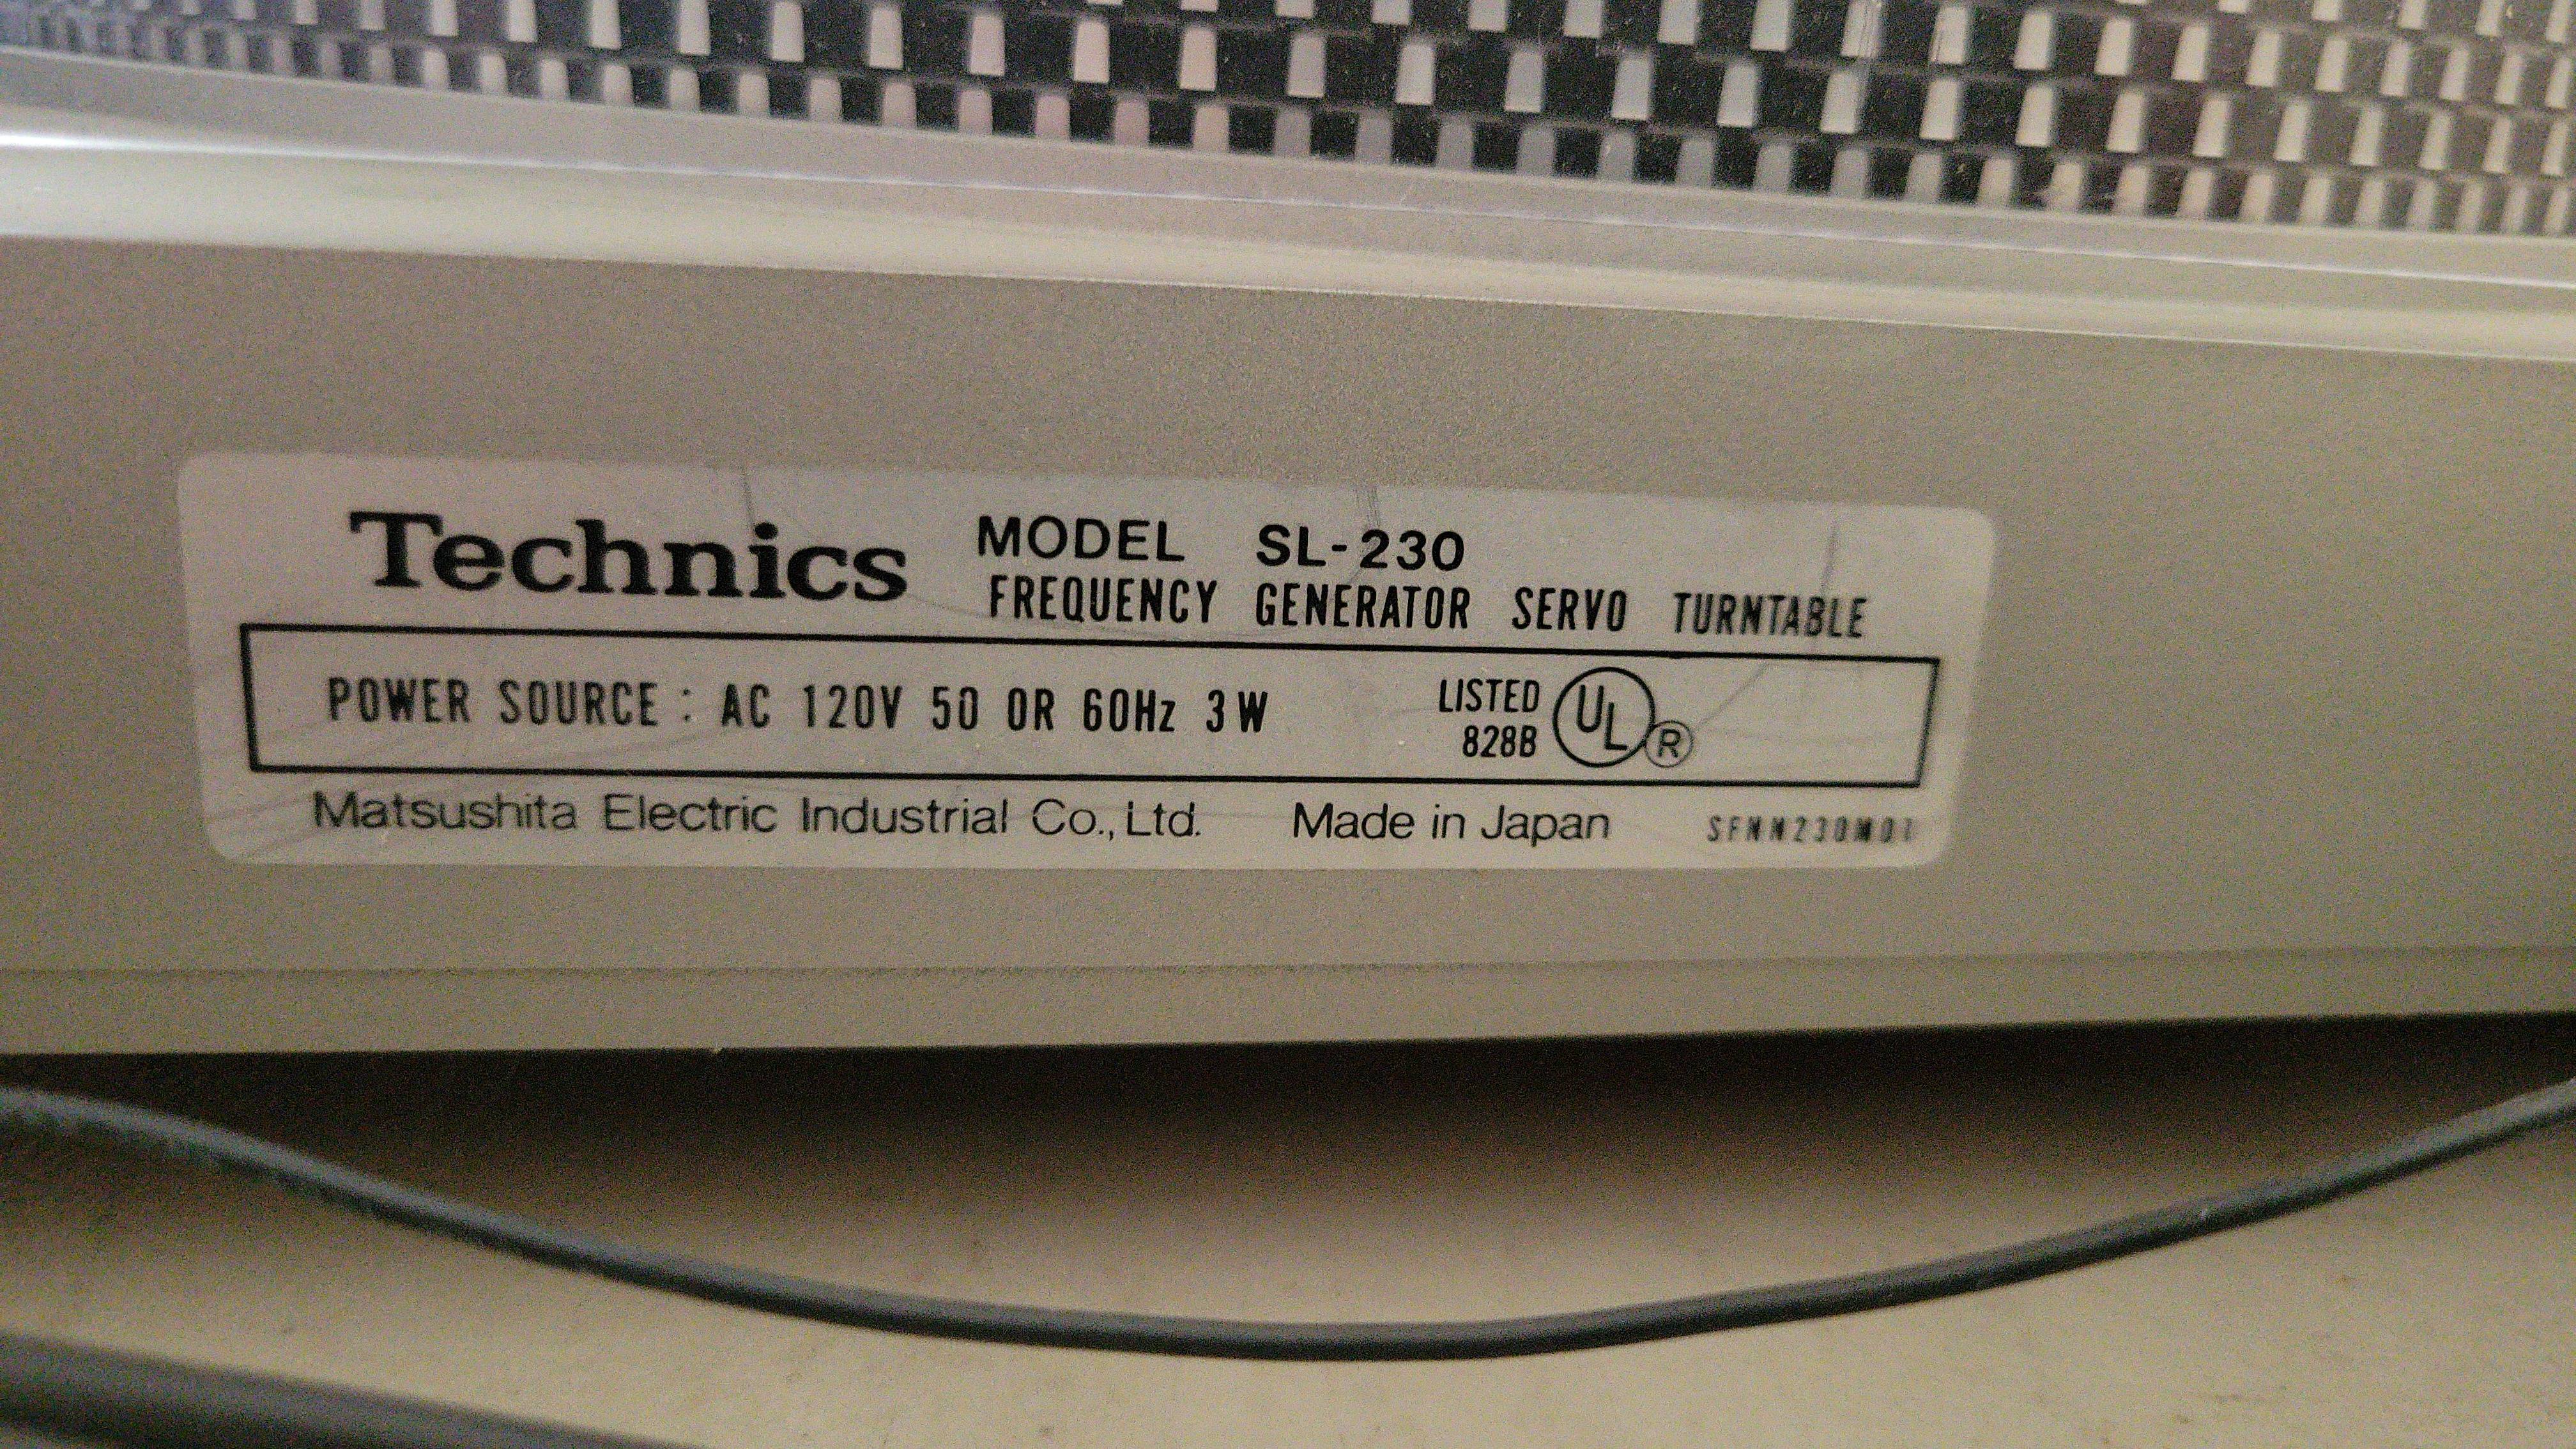 Technics MODEL SL-230
FREQUENCY GENERATOR SERVO TURNTABLE
POWER SOURCE : AC 120V 50 OR 60Hz 3W
LISTED
828B UL ®
Matsushita Electric Industrial Co., Ltd. Made in Japan SFNN230M01